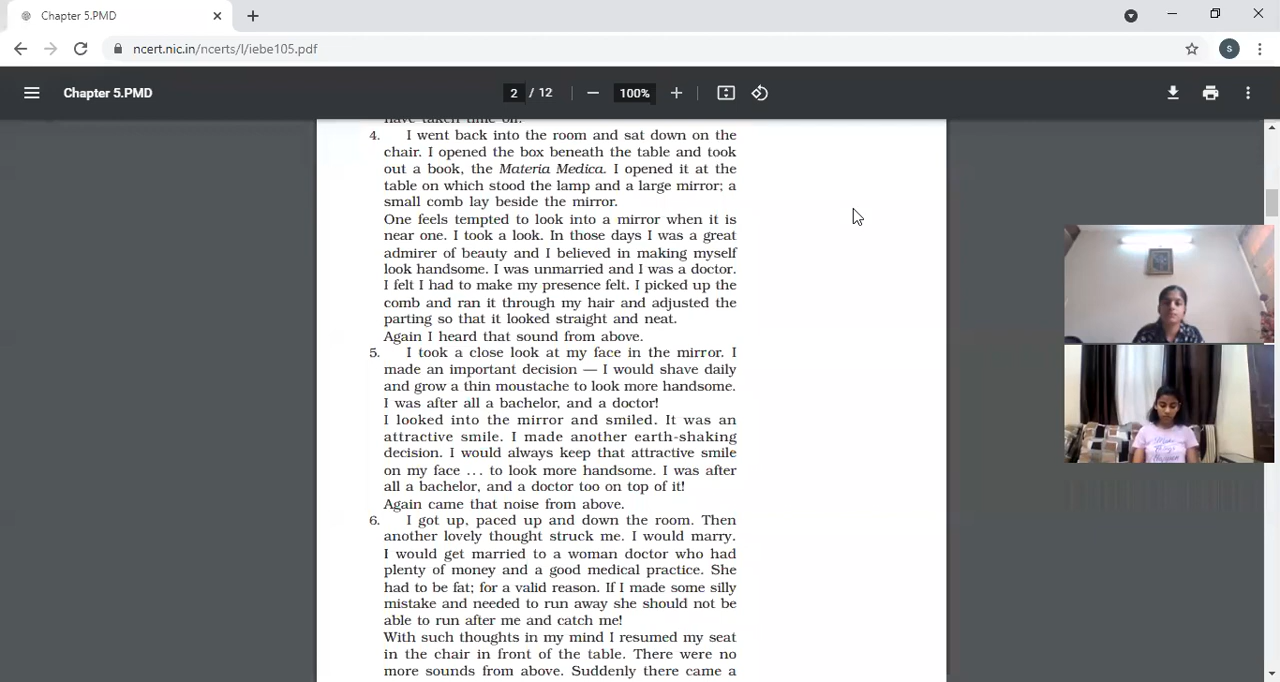 Chapter 5.PMD
ncert.nic.in/ncerts/l/iebe105.pdf
S
Chapter 5.PMD
2 / 12
100%
have taken time off.
4. I went back into the room and sat down on the
chair. I opened the box beneath the table and took
out a book, the Materia Medica. I opened it at the
table on which stood the lamp and a large mirror; a
small comb lay beside the mirror.
One feels tempted to look into a mirror when it is
near one. I took a look. In those days I was a great
admirer of beauty and I believed in making myself
look handsome. I was unmarried and I was a doctor.
I felt I had to make my presence felt. I picked up the
comb and ran it through my hair and adjusted the
parting so that it looked straight and neat.
Again I heard that sound from above.
5. I took a close look at my face in the mirror. I
made an important decision — I would shave daily
and grow a thin moustache to look more handsome.
I was after all a bachelor, and a doctor!
I looked into the mirror and smiled. It was an
attractive smile. I made another earth-shaking
decision. I would always keep that attractive smile
on my face ... to look more handsome. I was after
all a bachelor, and a doctor too on top of it!
Again came that noise from above.
6. I got up, paced up and down the room. Then
another lovely thought struck me. I would marry.
I would get married to a woman doctor who had
plenty of money and a good medical practice. She
had to be fat; for a valid reason. If I made some silly
mistake and needed to run away she should not be
able to run after me and catch me!
With such thoughts in my mind I resumed my seat
in the chair in front of the table. There were no
more sounds from above. Suddenly there came a